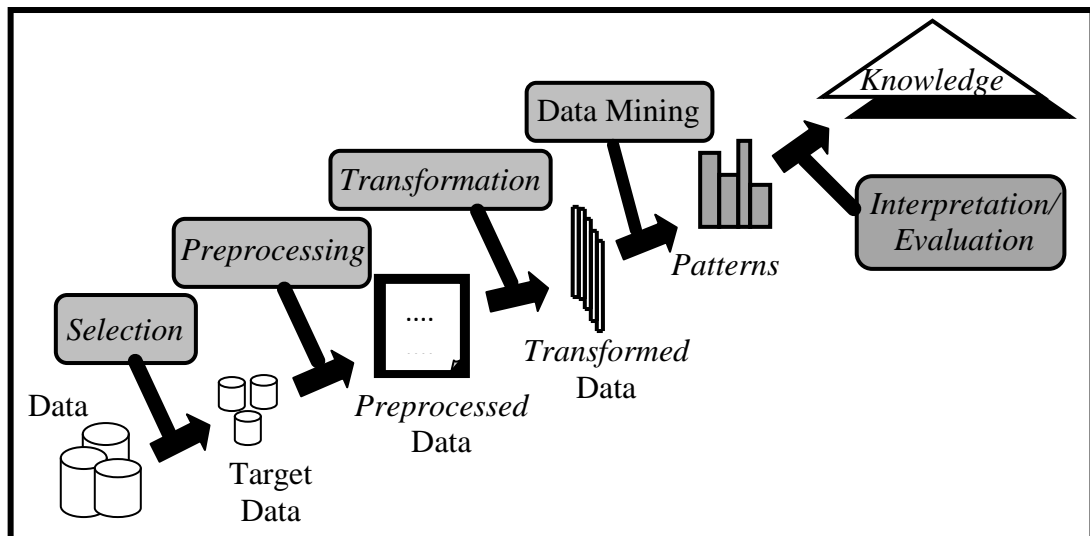 Knowledge
Data Mining
Transformation
Interpretation/
Evaluation
Preprocessing
Patterns
Selection
....
....
Transformed
Data
Data
Preprocessed
Data
Target
Data